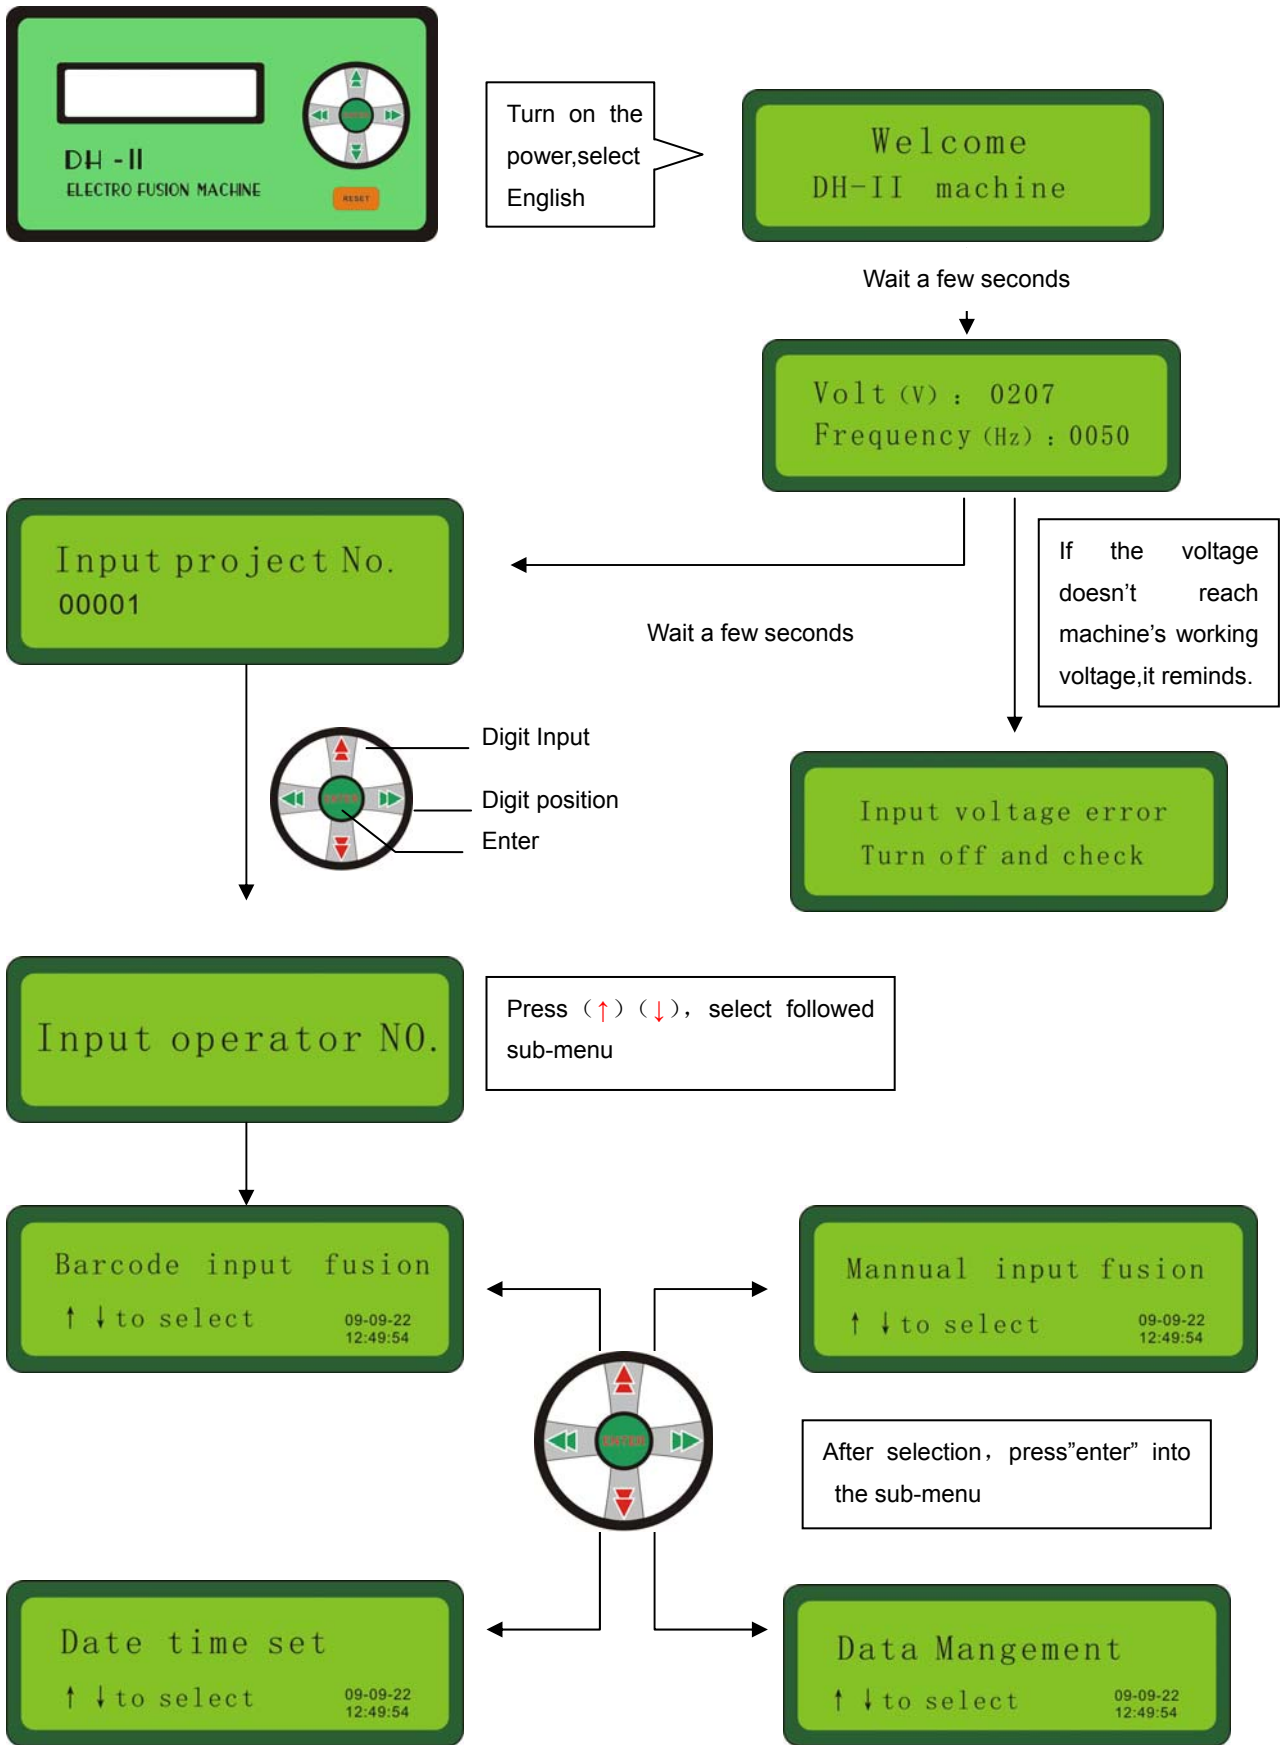 DH -II
ELECTRO FUSION MACHINE
RESET
Turn on the
power,select
English
Welcome
DH-II machine
Wait a few seconds
Volt (V) : 0207
Frequency (Hz) : 0050
Input project No.
00001
Wait a few seconds
If the voltage
doesn't reach
machine's working
voltage,it reminds.
Digit Input
Digit position
Enter
Input voltage error
Turn off and check
Input operator NO.
Press （↑）（↓），select followed
sub-menu
Barcode input fusion
↑ ↓to select 09-09-22
12:49:54
Mannual input fusion
↑ ↓to select 09-09-22
12:49:54
ENTER
After selection，press"enter" into
the sub-menu
Date time set
↑ ↓to select 09-09-22
12:49:54
Data Mangement
↑ ↓to select 09-09-22
12:49:54